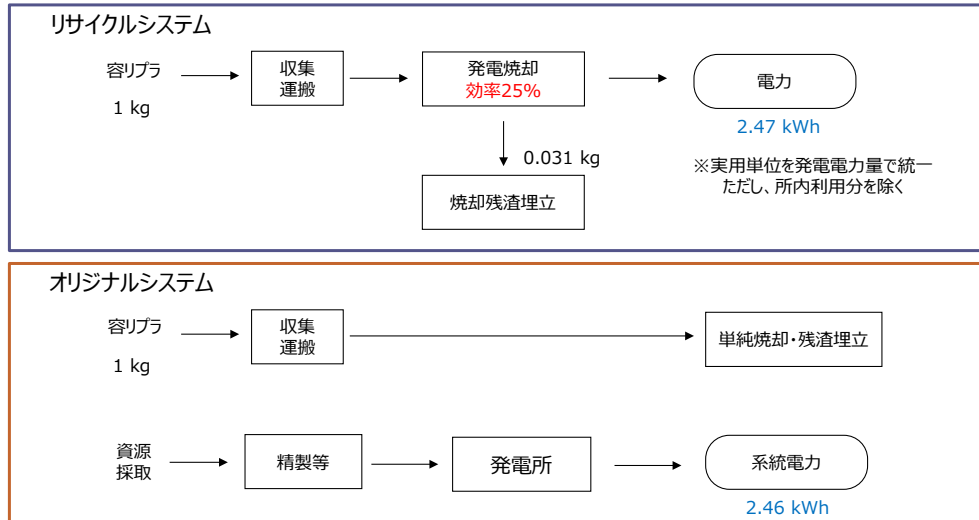 リサイクルシステム
容リプラ
1 kg
収集
運搬
発電焼却
効率25%
電力
2.47 kWh
0.031 kg
焼却残渣埋立
※実用単位を発電電力量で統一
ただし、所内利用分を除く
オリジナルシステム
容リプラ
1 kg
収集
運搬
単純焼却・残渣埋立
資源
採取
精製等
発電所
系統電力
2.46 kWh